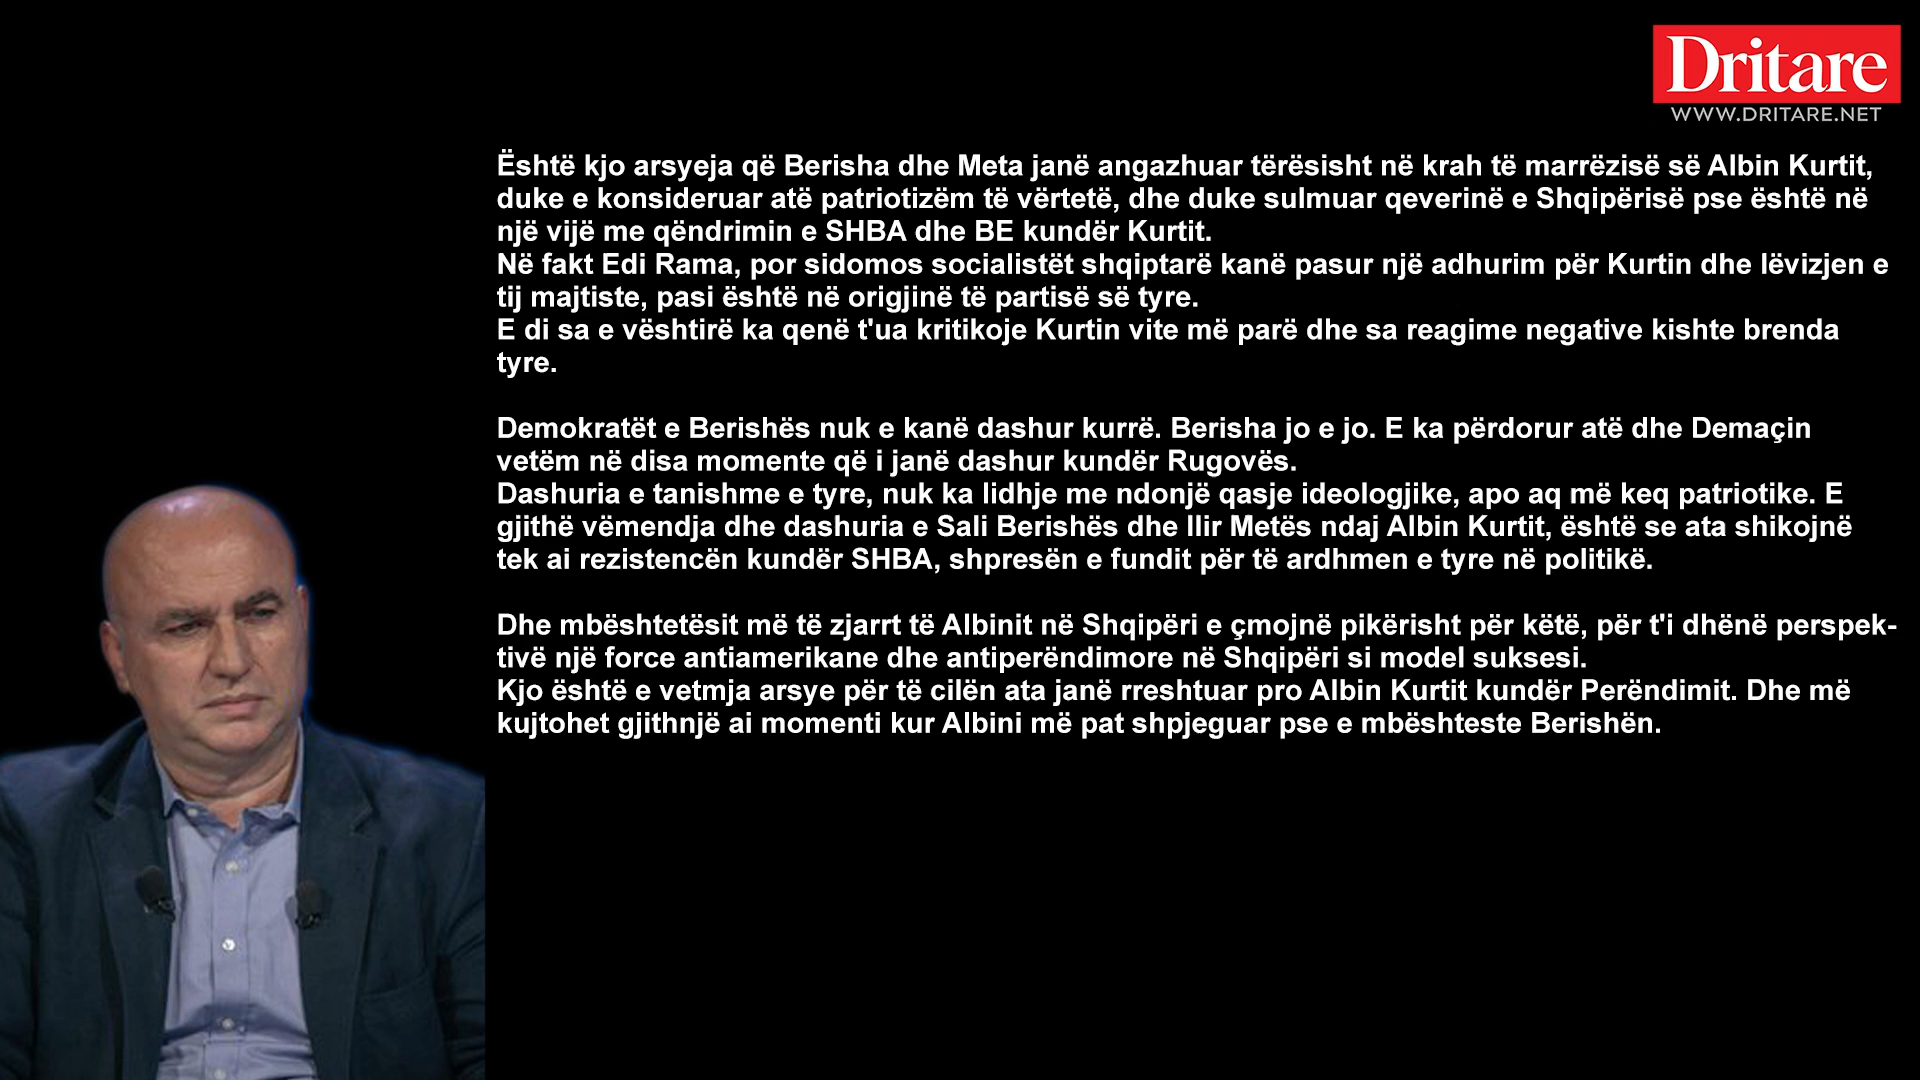 Dritare
WWW.DRITARE.NET
Është kjo arsyeja që Berisha dhe Meta janë angazhuar tërësisht në krah të marrëzisë së Albin Kurtit,
duke e konsideruar atë patriotizëm të vërtetë, dhe duke sulmuar qeverinë e Shqipërisë pse është në
një vijë me qëndrimin e SHBA dhe BE kundër Kurtit.
Në fakt Edi Rama, por sidomos socialistët shqiptarë kanë pasur një adhurim për Kurtin dhe lëvizjen e
tij majtiste, pasi është në origjinë të partisë së tyre.
E di sa e vështirë ka qenë t'ua kritikoje Kurtin vite më parë dhe sa reagime negative kishte brenda
tyre.
Demokratët e Berishës nuk e kanë dashur kurrë. Berisha jo e jo. E ka përdorur atë dhe Demaçin
vetëm në disa momente që i janë dashur kundër Rugovës.
Dashuria e tanishme e tyre, nuk ka lidhje me ndonjë qasje ideologjike, apo aq më keq patriotike. E
gjithë vëmendja dhe dashuria e Sali Berishës dhe Ilir Metës ndaj Albin Kurtit, është se ata shikojnë
tek ai rezistencën kundër SHBA, shpresën e fundit për të ardhmen e tyre në politikë.
Dhe mbështetësit më të zjarrt të Albinit në Shqipëri e çmojnë pikërisht për këtë, për t'i dhënë perspek-
tivë një force antiamerikane dhe antiperëndimore në Shqipëri si model suksesi.
Kjo është e vetmja arsye për të cilën ata janë rreshtuar pro Albin Kurtit kundër Perëndimit. Dhe më
kujtohet gjithnjë ai momenti kur Albini më pat shpjeguar pse e mbështeste Berishën.